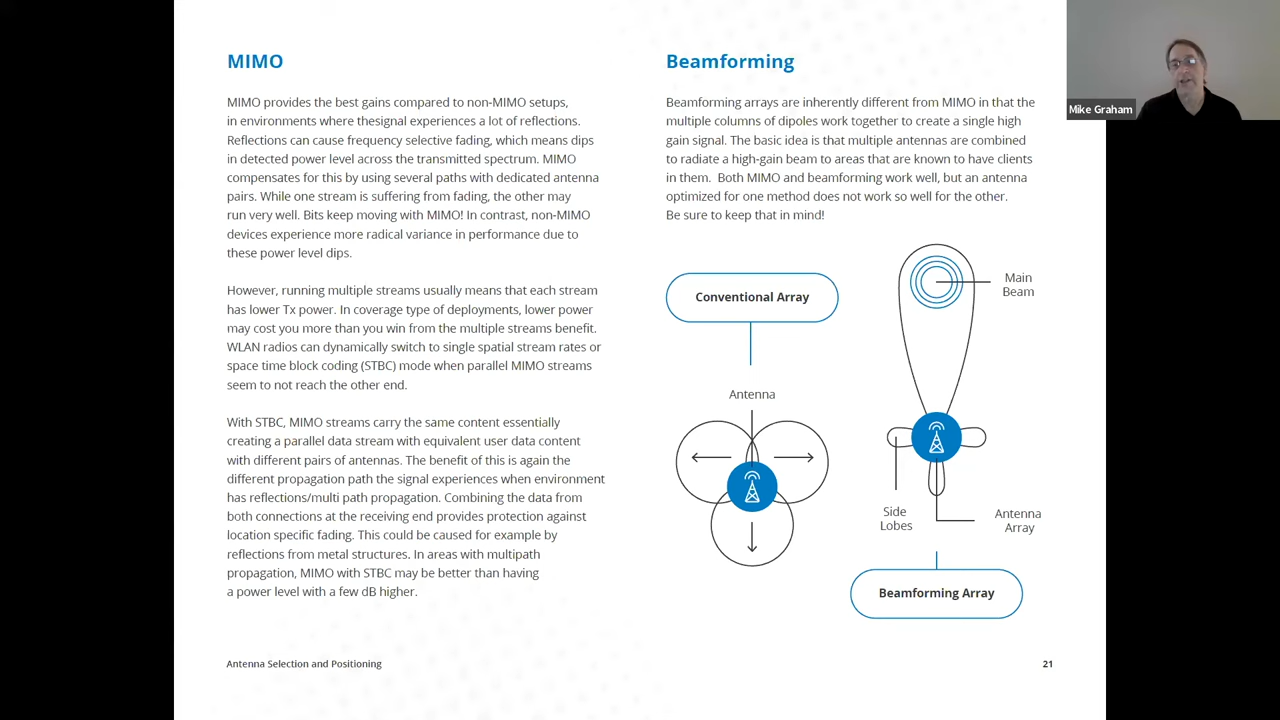 MIMO
MIMO provides the best gains compared to non-MIMO setups,
in environments where thesignal experiences a lot of reflections.
Reflections can cause frequency selective fading, which means dips
in detected power level across the transmitted spectrum. MIMO
compensates for this by using several paths with dedicated antenna
pairs. While one stream is suffering from fading, the other may
run very well. Bits keep moving with MIMO! In contrast, non-MIMO
devices experience more radical variance in performance due to
these power level dips.
However, running multiple streams usually means that each stream
has lower Tx power. In coverage type of deployments, lower power
may cost you more than you win from the multiple streams benefit.
WLAN radios can dynamically switch to single spatial stream rates or
space time block coding (STBC) mode when parallel MIMO streams
seem to not reach the other end.
With STBC, MIMO streams carry the same content essentially
creating a parallel data stream with equivalent user data content
with different pairs of antennas. The benefit of this is again the
different propagation path the signal experiences when environment
has reflections/multi path propagation. Combining the data from
both connections at the receiving end provides protection against
location specific fading. This could be caused for example by
reflections from metal structures. In areas with multipath
propagation, MIMO with STBC may be better than having
a power level with a few dB higher.
Beamforming
Beamforming arrays are inherently different from MIMO in that the
multiple columns of dipoles work together to create a single high
gain signal. The basic idea is that multiple antennas are combined
to radiate a high-gain beam to areas that are known to have clients
in them.  Both MIMO and beamforming work well, but an antenna
optimized for one method does not work so well for the other.
Be sure to keep that in mind!
Conventional Array
Antenna
Main
Beam
Side
Lobes
Antenna
Array
Beamforming Array
Antenna Selection and Positioning
21
Mike Graham